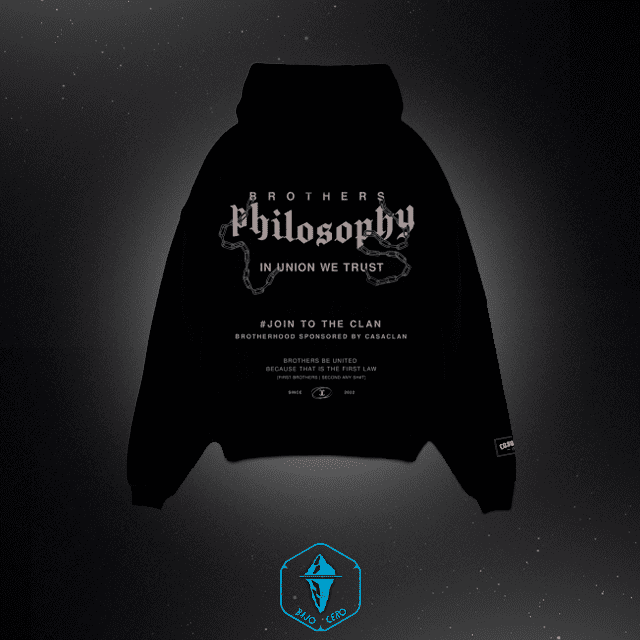 BROTHERS
Philosophy
IN UNION WE TRUST
#JOIN TO THE CLAN
BROTHERHOOD SPONSORED BY CASACLAN
BROTHERS BE UNITED
BECAUSE THAT IS THE FIRST LAW
(FIRST BROTHERS | SECOND ANY SHIT)
SINCE
2022
BAJO CERO